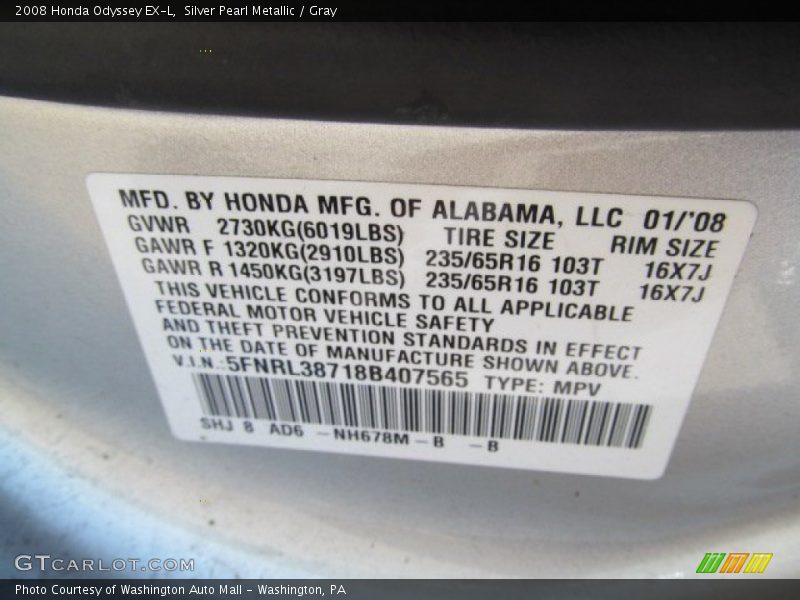 2008 Honda Odyssey EX-L, Silver Pearl Metallic / Gray
MFD. BY HONDA MFG. OF ALABAMA, LLC 01/'08
GVWR 2730KG(6019LBS) TIRE SIZE RIM SIZE
GAWR F 1320KG(2910LBS) 235/65R16 103T 16X7J
GAWR R 1450KG(3197LBS) 235/65R16 103T 16X7J
THIS VEHICLE CONFORMS TO ALL APPLICABLE
FEDERAL MOTOR VEHICLE SAFETY
AND THEFT PREVENTION STANDARDS IN EFFECT
ON THE DATE OF MANUFACTURE SHOWN ABOVE.
V.I.N.:5FNRL38718B407565 TYPE: MPV
SHJ 8 AD6 -NH678M-B -B
GTCARLOT.COM
Photo Courtesy of Washington Auto Mall - Washington, PA